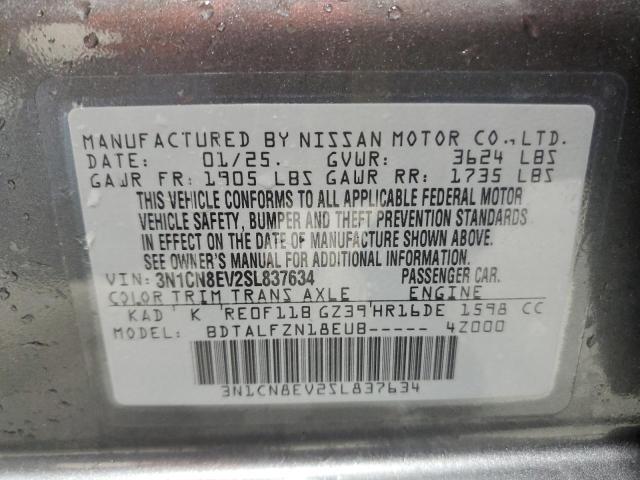 MANUFACTURED BY NISSAN MOTOR CO.,LTD.
DATE: 01/25. GVWR: 3624 LBS
GAWR FR: 1905 LBS GAWR RR: 1735 LBS
THIS VEHICLE CONFORMS TO ALL APPLICABLE FEDERAL MOTOR
VEHICLE SAFETY, BUMPER AND THEFT PREVENTION STANDARDS
IN EFFECT ON THE DATE OF MANUFACTURE SHOWN ABOVE.
SEE OWNER'S MANUAL FOR ADDITIONAL INFORMATION.
VIN: 3N1CN8EV2SL837634 PASSENGER CAR.
COLOR TRIM TRANS AXLE ENGINE
KAD K RE0F11B GZ39 HR16DE 1598 CC
MODEL: BDTALFZN18EUB----- 4Z000
3N1CN8EV2SL837634